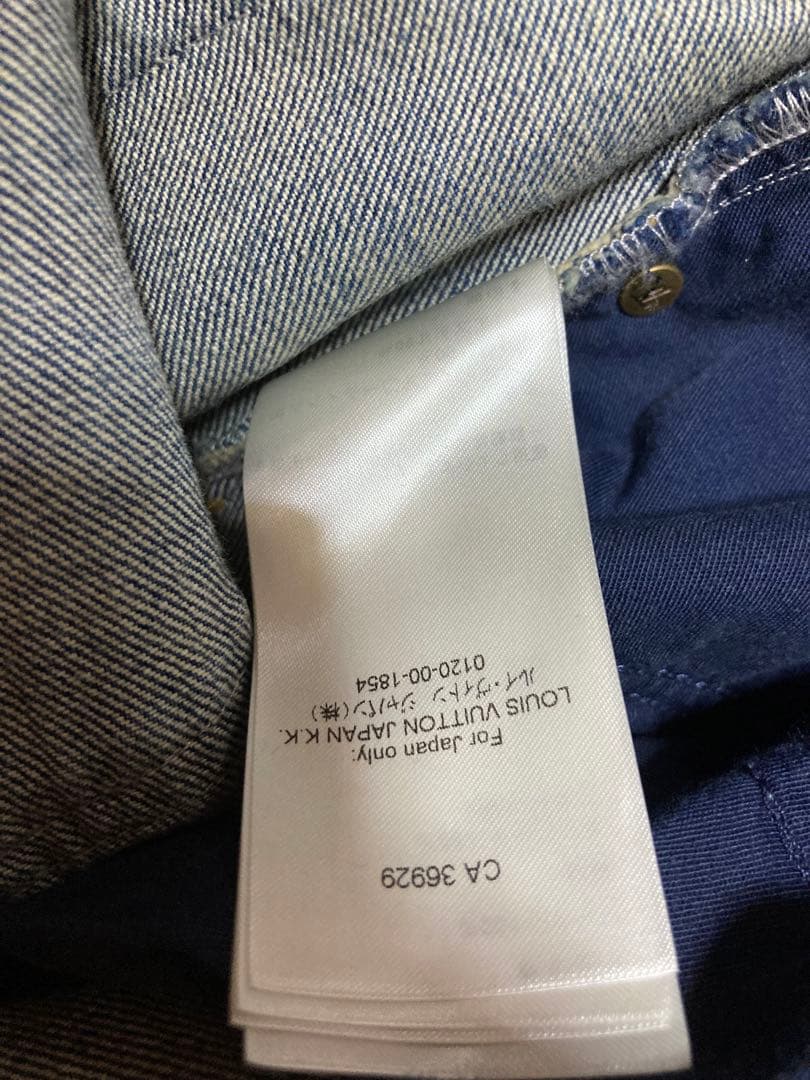 CA 36929
For Japan only:
LOUIS VUITTON JAPAN K.K.
ルイ・ヴィトン ジャパン(株)
0120-00-1854